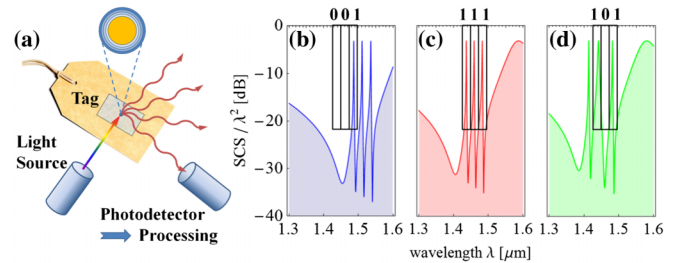 (a)
Tag
Light
Source
Photodetector
Processing
0 0 1
1 1 1
1 0 1
(b)
(c)
(d)
SCS / λ² [dB]
0
−10
−20
−30
−40
1.3 1.4 1.5 1.6
1.3 1.4 1.5 1.6
1.3 1.4 1.5 1.6
wavelength λ [μm]